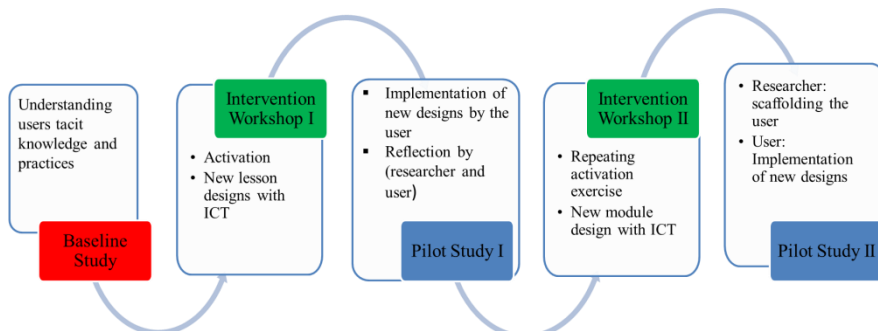 Understanding
users tacit
knowledge and
practices
Baseline
Study
Intervention
Workshop I
• Activation
• New lesson
designs with
ICT
▪ Implementation of
new designs by the
user
▪ Reflection by
(researcher and
user)
Pilot Study I
Intervention
Workshop II
• Repeating
activation
exercise
• New module
design with ICT
• Researcher:
scaffolding the
user
• User:
Implementation
of new designs
Pilot Study II